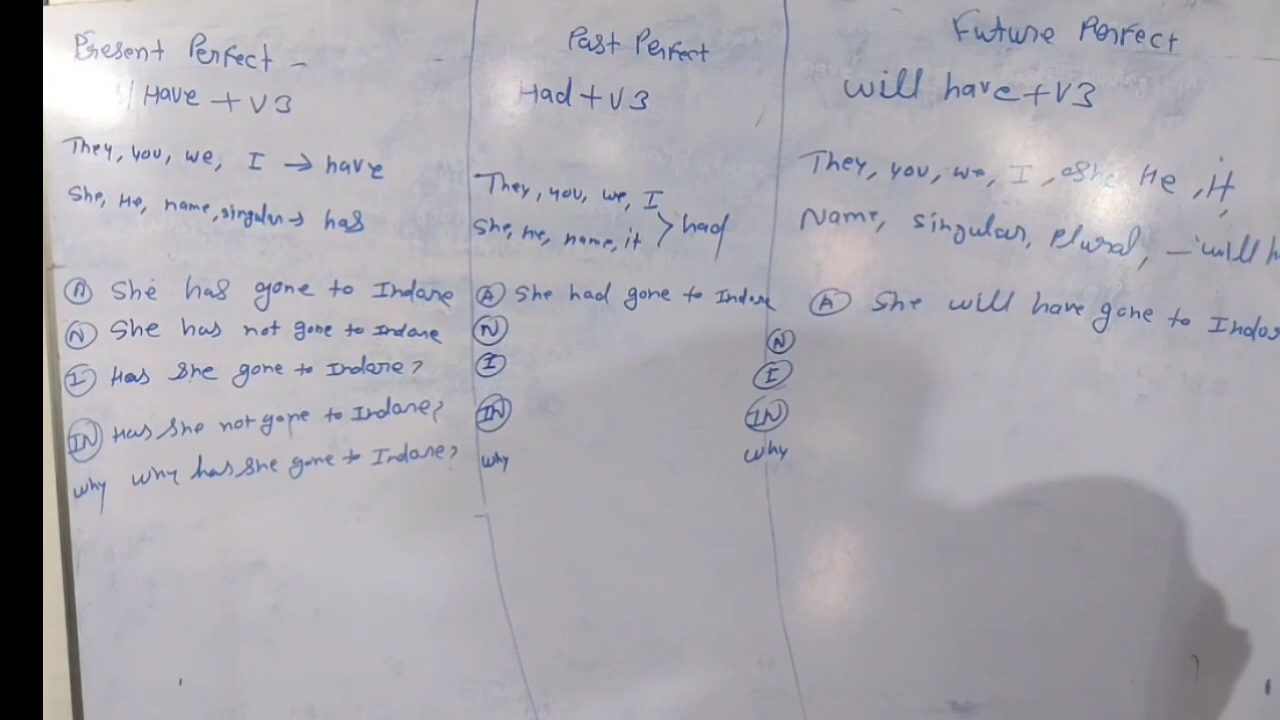 Present Perfect -
Have + V3
They, you, we, I → have
She, He, name, singular → has
Ⓐ She has gone to Indore
Ⓝ She has not gone to Indore
Ⓘ Has she gone to Indore?
IN Has she not gone to Indore?
why why has she gone to Indore?
Past Perfect
Had + V3
They, you, we, I
She, He, name, it > had
Ⓐ She had gone to Indore
Ⓝ
Ⓘ
IN
why
Future Perfect
will have + V3
They, you, we, I, she He, it
Name, singular, Plural, - will
Ⓐ She will have gone to Indor
Ⓝ
Ⓘ
IN
why